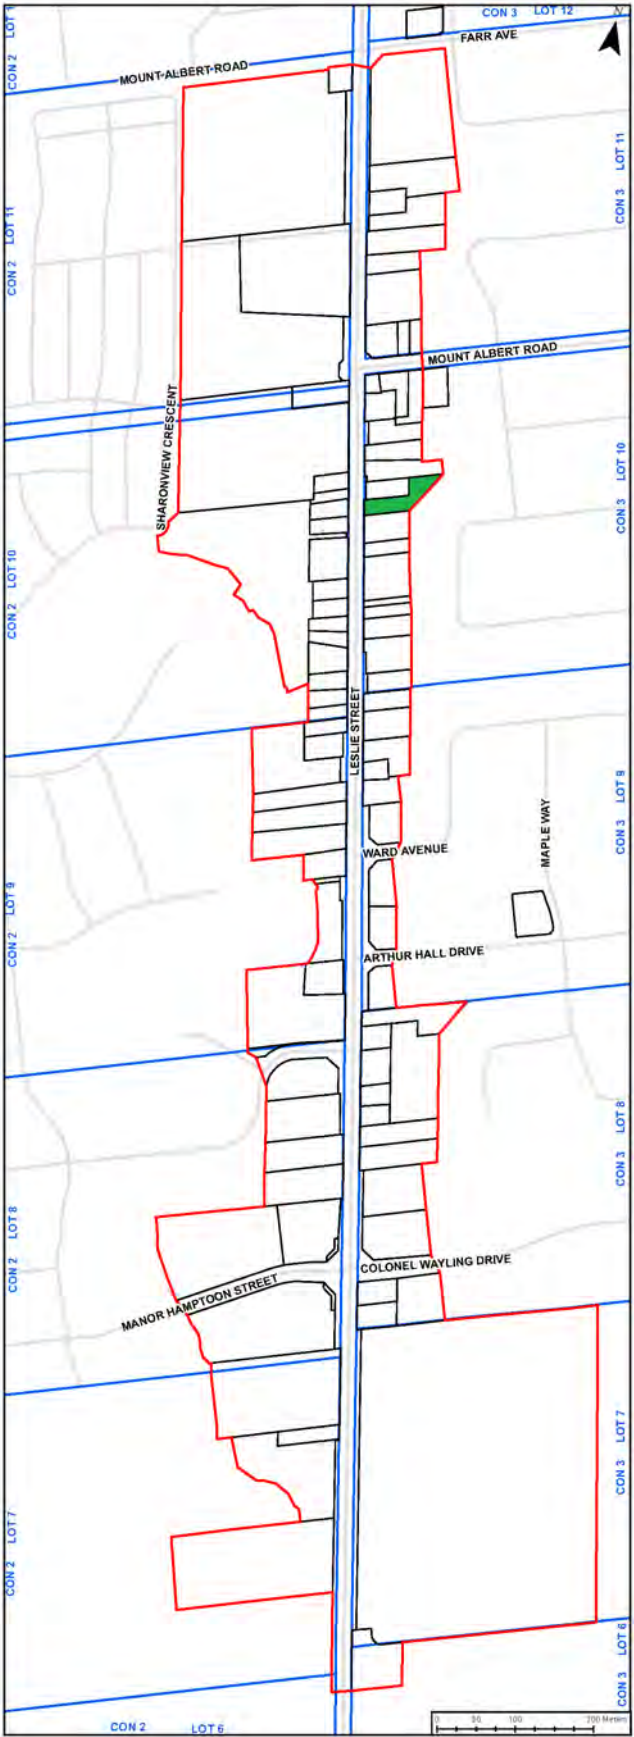 CON 3 LOT 12
N
CON 2 LOT 1
FARR AVE
MOUNT ALBERT ROAD
CON 3 LOT 11
CON 2 LOT 11
MOUNT ALBERT ROAD
SHARONVIEW CRESCENT
CON 3 LOT 10
CON 2 LOT 10
LESLIE STREET
CON 3 LOT 9
MAPLE WAY
WARD AVENUE
CON 2 LOT 9
ARTHUR HALL DRIVE
CON 3 LOT 8
CON 2 LOT 8
COLONEL WAYLING DRIVE
MANOR HAMPTOON STREET
CON 3 LOT 7
CON 2 LOT 7
CON 3 LOT 6
CON 2 LOT 6
0 50 100 200 Meters